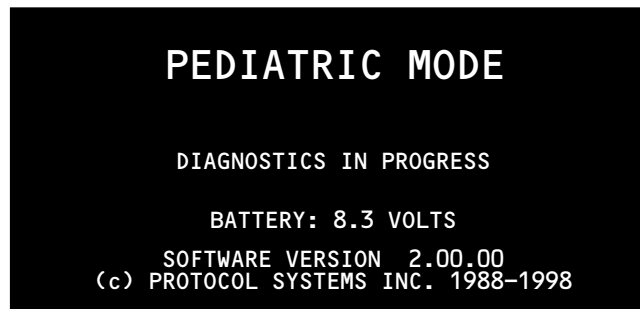 PEDIATRIC MODE
DIAGNOSTICS IN PROGRESS
BATTERY: 8.3 VOLTS
SOFTWARE VERSION 2.00.00
(c) PROTOCOL SYSTEMS INC. 1988–1998